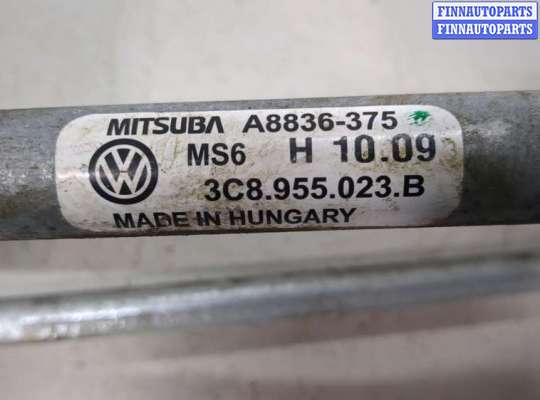 FINNAUTOPARTS
FINNAUTOPARTS
MITSUBA A8836-375
MS6 H 10.09
3C8.955.023.B
MADE IN HUNGARY